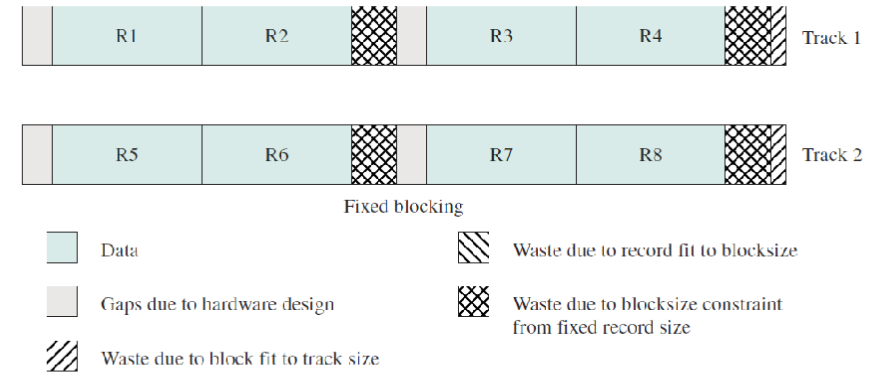 R1 R2 R3 R4 Track 1
R5 R6 R7 R8 Track 2
Fixed blocking
Data
Waste due to record fit to blocksize
Gaps due to hardware design
Waste due to blocksize constraint
from fixed record size
Waste due to block fit to track size